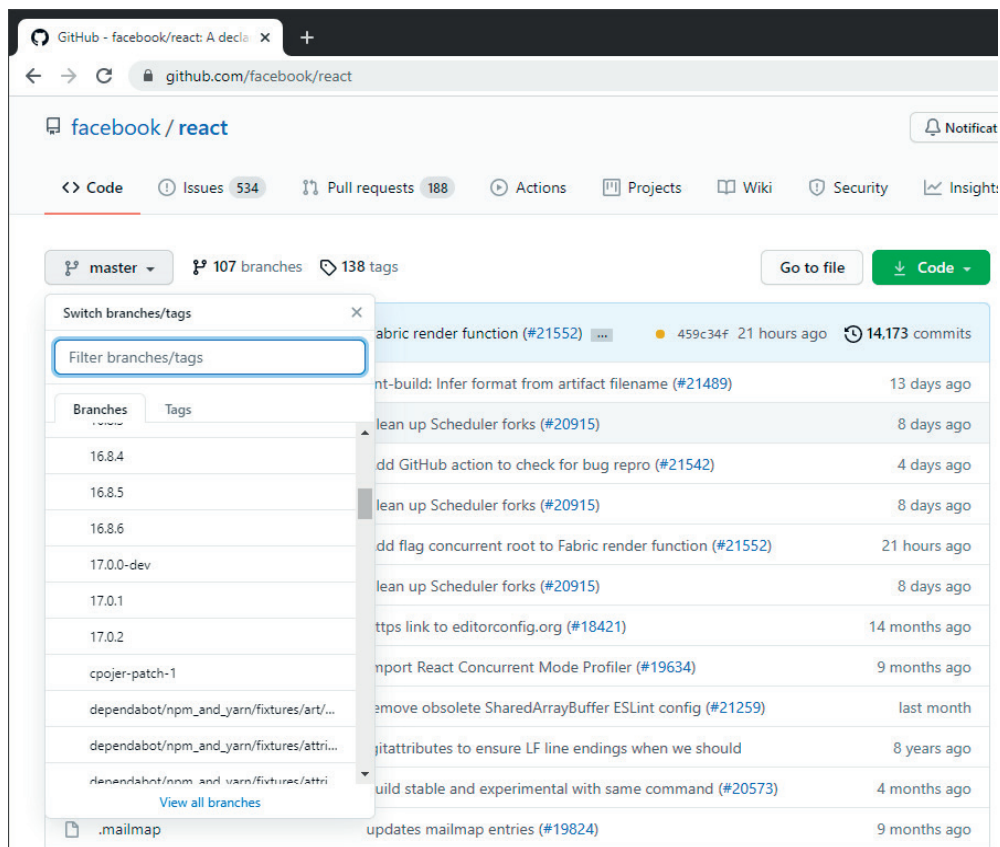 GitHub - facebook/react: A decla
github.com/facebook/react
facebook / react
Notificat
Code Issues 534 Pull requests 188 Actions Projects Wiki Security Insights
master 107 branches 138 tags Go to file Code
Switch branches/tags
Filter branches/tags
Branches Tags
16.8.4
16.8.5
16.8.6
17.0.0-dev
17.0.1
17.0.2
cpojer-patch-1
dependabot/npm_and_yarn/fixtures/art/...
dependabot/npm_and_yarn/fixtures/attri...
dependabot/npm_and_yarn/fixtures/attri
View all branches
abric render function (#21552) ... 459c34f 21 hours ago 14,173 commits
nt-build: Infer format from artifact filename (#21489) 13 days ago
lean up Scheduler forks (#20915) 8 days ago
dd GitHub action to check for bug repro (#21542) 4 days ago
lean up Scheduler forks (#20915) 8 days ago
dd flag concurrent root to Fabric render function (#21552) 21 hours ago
lean up Scheduler forks (#20915) 8 days ago
ttps link to editorconfig.org (#18421) 14 months ago
mport React Concurrent Mode Profiler (#19634) 9 months ago
emove obsolete SharedArrayBuffer ESLint config (#21259) last month
gitattributes to ensure LF line endings when we should 8 years ago
uild stable and experimental with same command (#20573) 4 months ago
.mailmap updates mailmap entries (#19824) 9 months ago